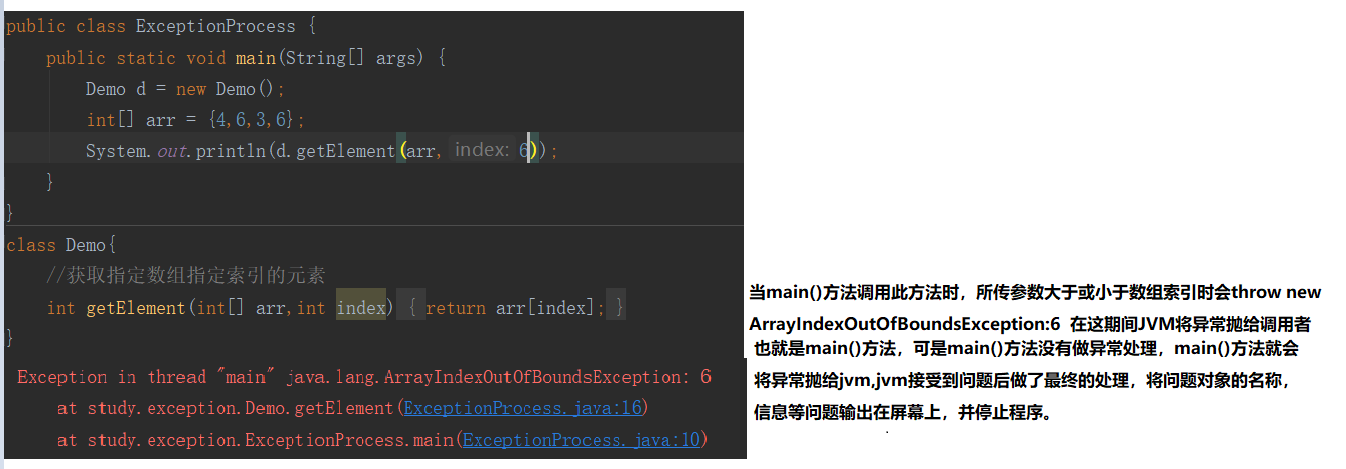 public class ExceptionProcess {
public static void main(String[] args) {
Demo d = new Demo();
int[] arr = {4,6,3,6};
System.out.println(d.getElement(arr, index: 6));
}
}
class Demo{
//获取指定数组指定索引的元素
int getElement(int[] arr,int index) { return arr[index]; }
}
Exception in thread "main" java.lang.ArrayIndexOutOfBoundsException: 6
at study.exception.Demo.getElement(ExceptionProcess.java:16)
at study.exception.ExceptionProcess.main(ExceptionProcess.java:10)
当main()方法调用此方法时，所传参数大于或小于数组索引时会throw new
ArrayIndexOutOfBoundsException:6 在这期间JVM将异常抛给调用者
也就是main()方法，可是main()方法没有做异常处理，main()方法就会
将异常抛给jvm,jvm接受到问题后做了最终的处理，将问题对象的名称，
信息等问题输出在屏幕上，并停止程序。